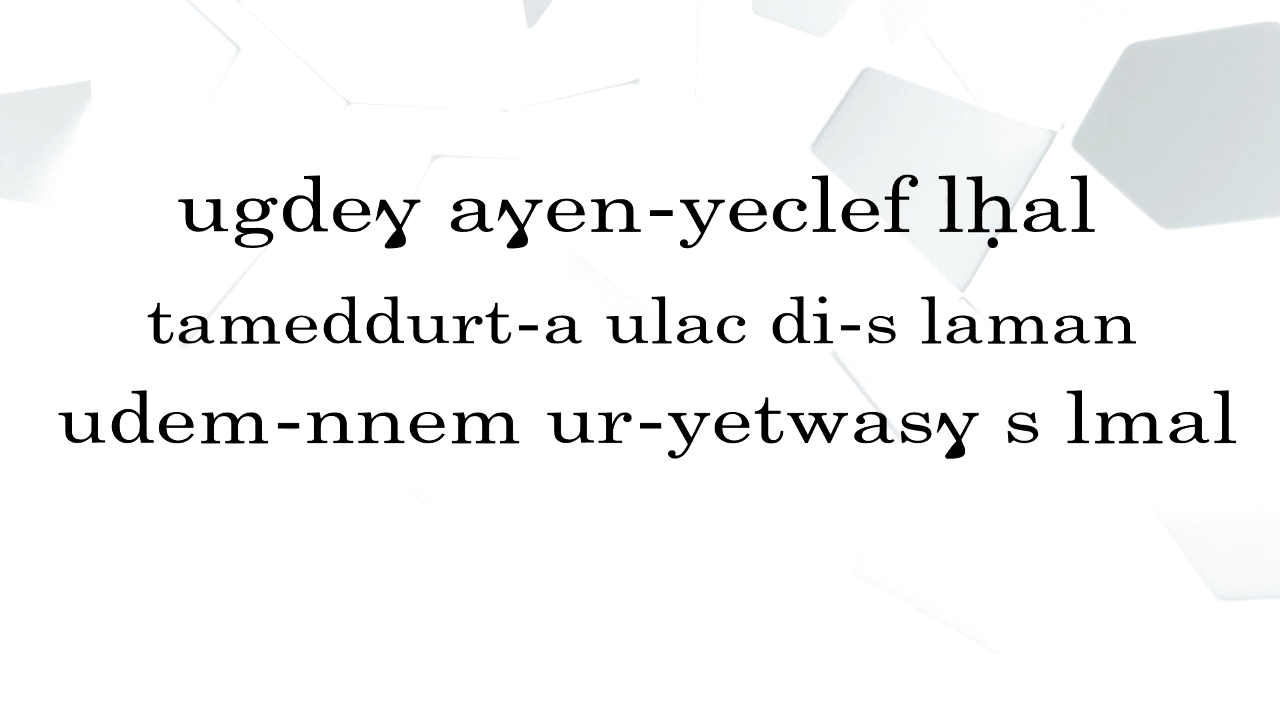 ugdeɣ aɣen-yeclef lḥal
tameddurt-a ulac di-s laman
udem-nnem ur-yetwasɣ s lmal